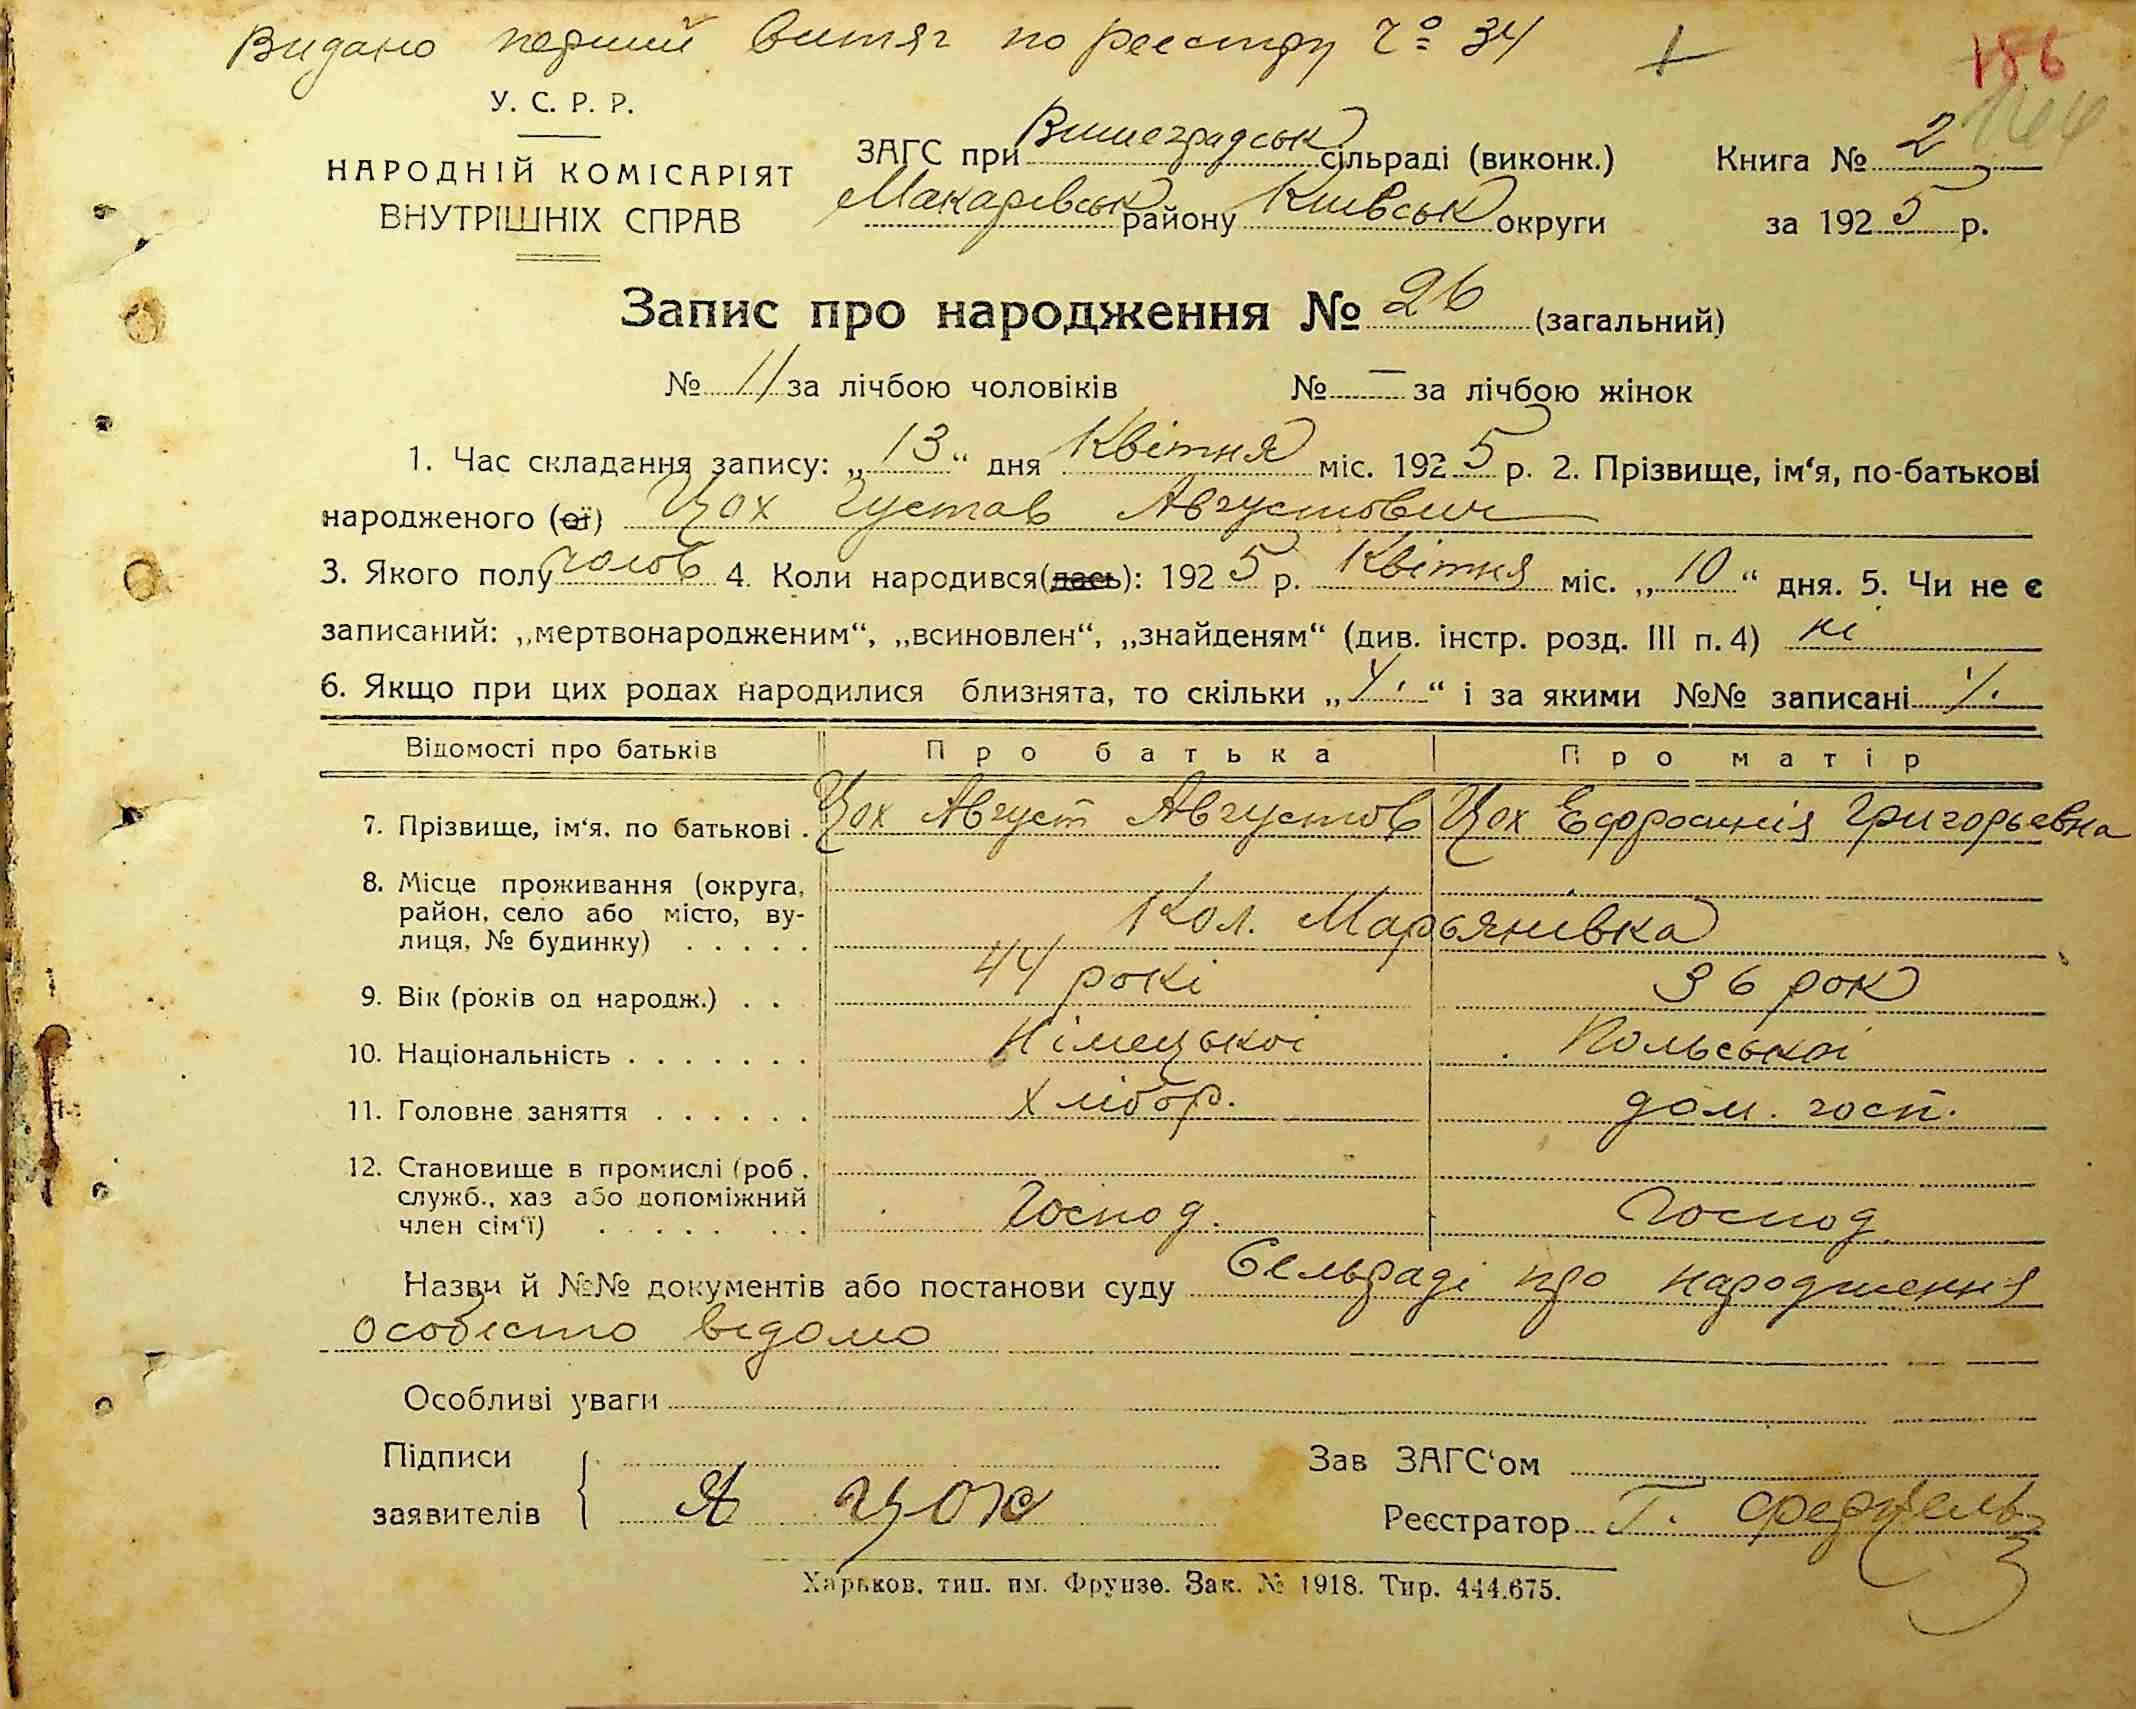 Видано перший витяг по реєстру № 34
186
У. С. Р. Р.
НАРОДНІЙ КОМІСАРІЯТ
ВНУТРІШНІХ СПРАВ
ЗАГС при Вишеградськ сільраді (виконк.) Книга № 2
Макарівськ району Київськ округи за 1925 р.
Запис про народження № 26 (загальний)
№ 11 за лічбою чоловіків № — за лічбою жінок
1. Час складання запису: „13“ дня Квітня міс. 1925 р. 2. Прізвище, ім‘я, по-батькові
народженого (ої) Цох Густав Августович
3. Якого полу чолов 4. Коли народився(лась): 1925 р. Квітня міс. „10“ дня. 5. Чи не є
записаний: „мертвонародженим“, „всиновлен“, „знайденям“ (див. інстр. розд. III п. 4) ні
6. Якщо при цих родах народилися близнята, то скільки „ “ і за якими №№ записані
Відомості про батьків Про батька Про матір
7. Прізвище, ім‘я, по батькові . Цох Август Августов Цох Ефросинія Григорьевна
8. Місце проживання (округа,
район, село або місто, ву-
лиця, № будинку) . . . . . Кол. Марьянівка
9. Вік (років од народж.) . . 44 рокі 36 рок
10. Національність . . . . . . . Німецької Польської
11. Головне заняття . . . . . . Хлібор. дом. госп.
12. Становище в промислі (роб.
служб., хаз або допоміжний
член сім‘ї) . . . . . . . Господ. Господ
Назви й №№ документів або постанови суду Сельраді про народження
особисто відомо
Особливі уваги
Підписи
заявителів А Цох
Зав ЗАГС‘ом
Реєстратор Г.
Харьков, тип. им. Фрунзе. Зак. № 1918. Тир. 444.675.